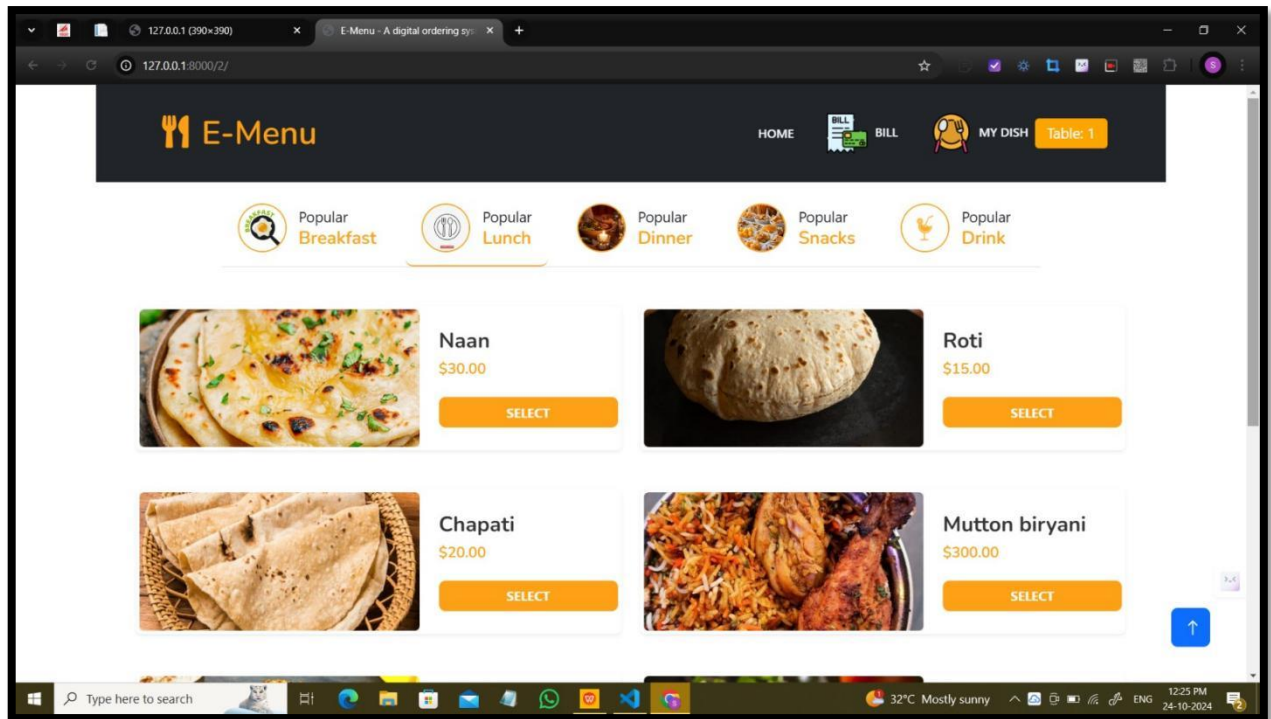 127.0.0.1 (390×390)
E-Menu - A digital ordering sys
127.0.0.1:8000/2/
S
E-Menu
HOME
BILL
BILL
MY DISH
Table: 1
BREAKFAST
Popular
Breakfast
Popular
Lunch
Popular
Dinner
Popular
Snacks
Popular
Drink
Naan
$30.00
SELECT
Roti
$15.00
SELECT
Chapati
$20.00
SELECT
Mutton biryani
$300.00
SELECT
Type here to search
32°C Mostly sunny
ENG
12:25 PM
24-10-2024
2